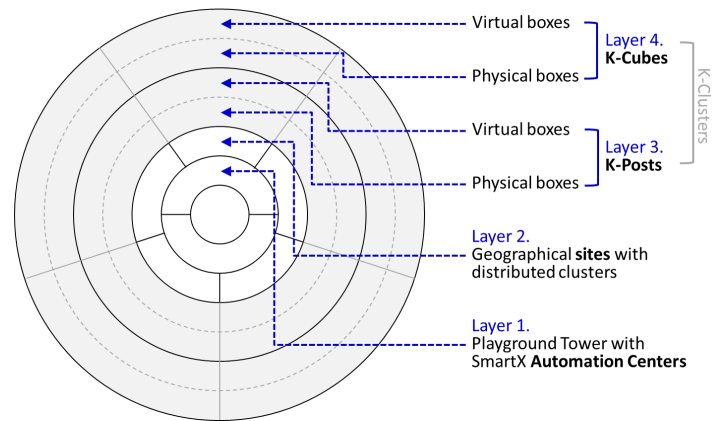 Virtual boxes
Layer 4.
K-Cubes
Physical boxes
Virtual boxes
Layer 3.
K-Posts
Physical boxes
K-Clusters
Layer 2.
Geographical sites with
distributed clusters
Layer 1.
Playground Tower with
SmartX Automation Centers